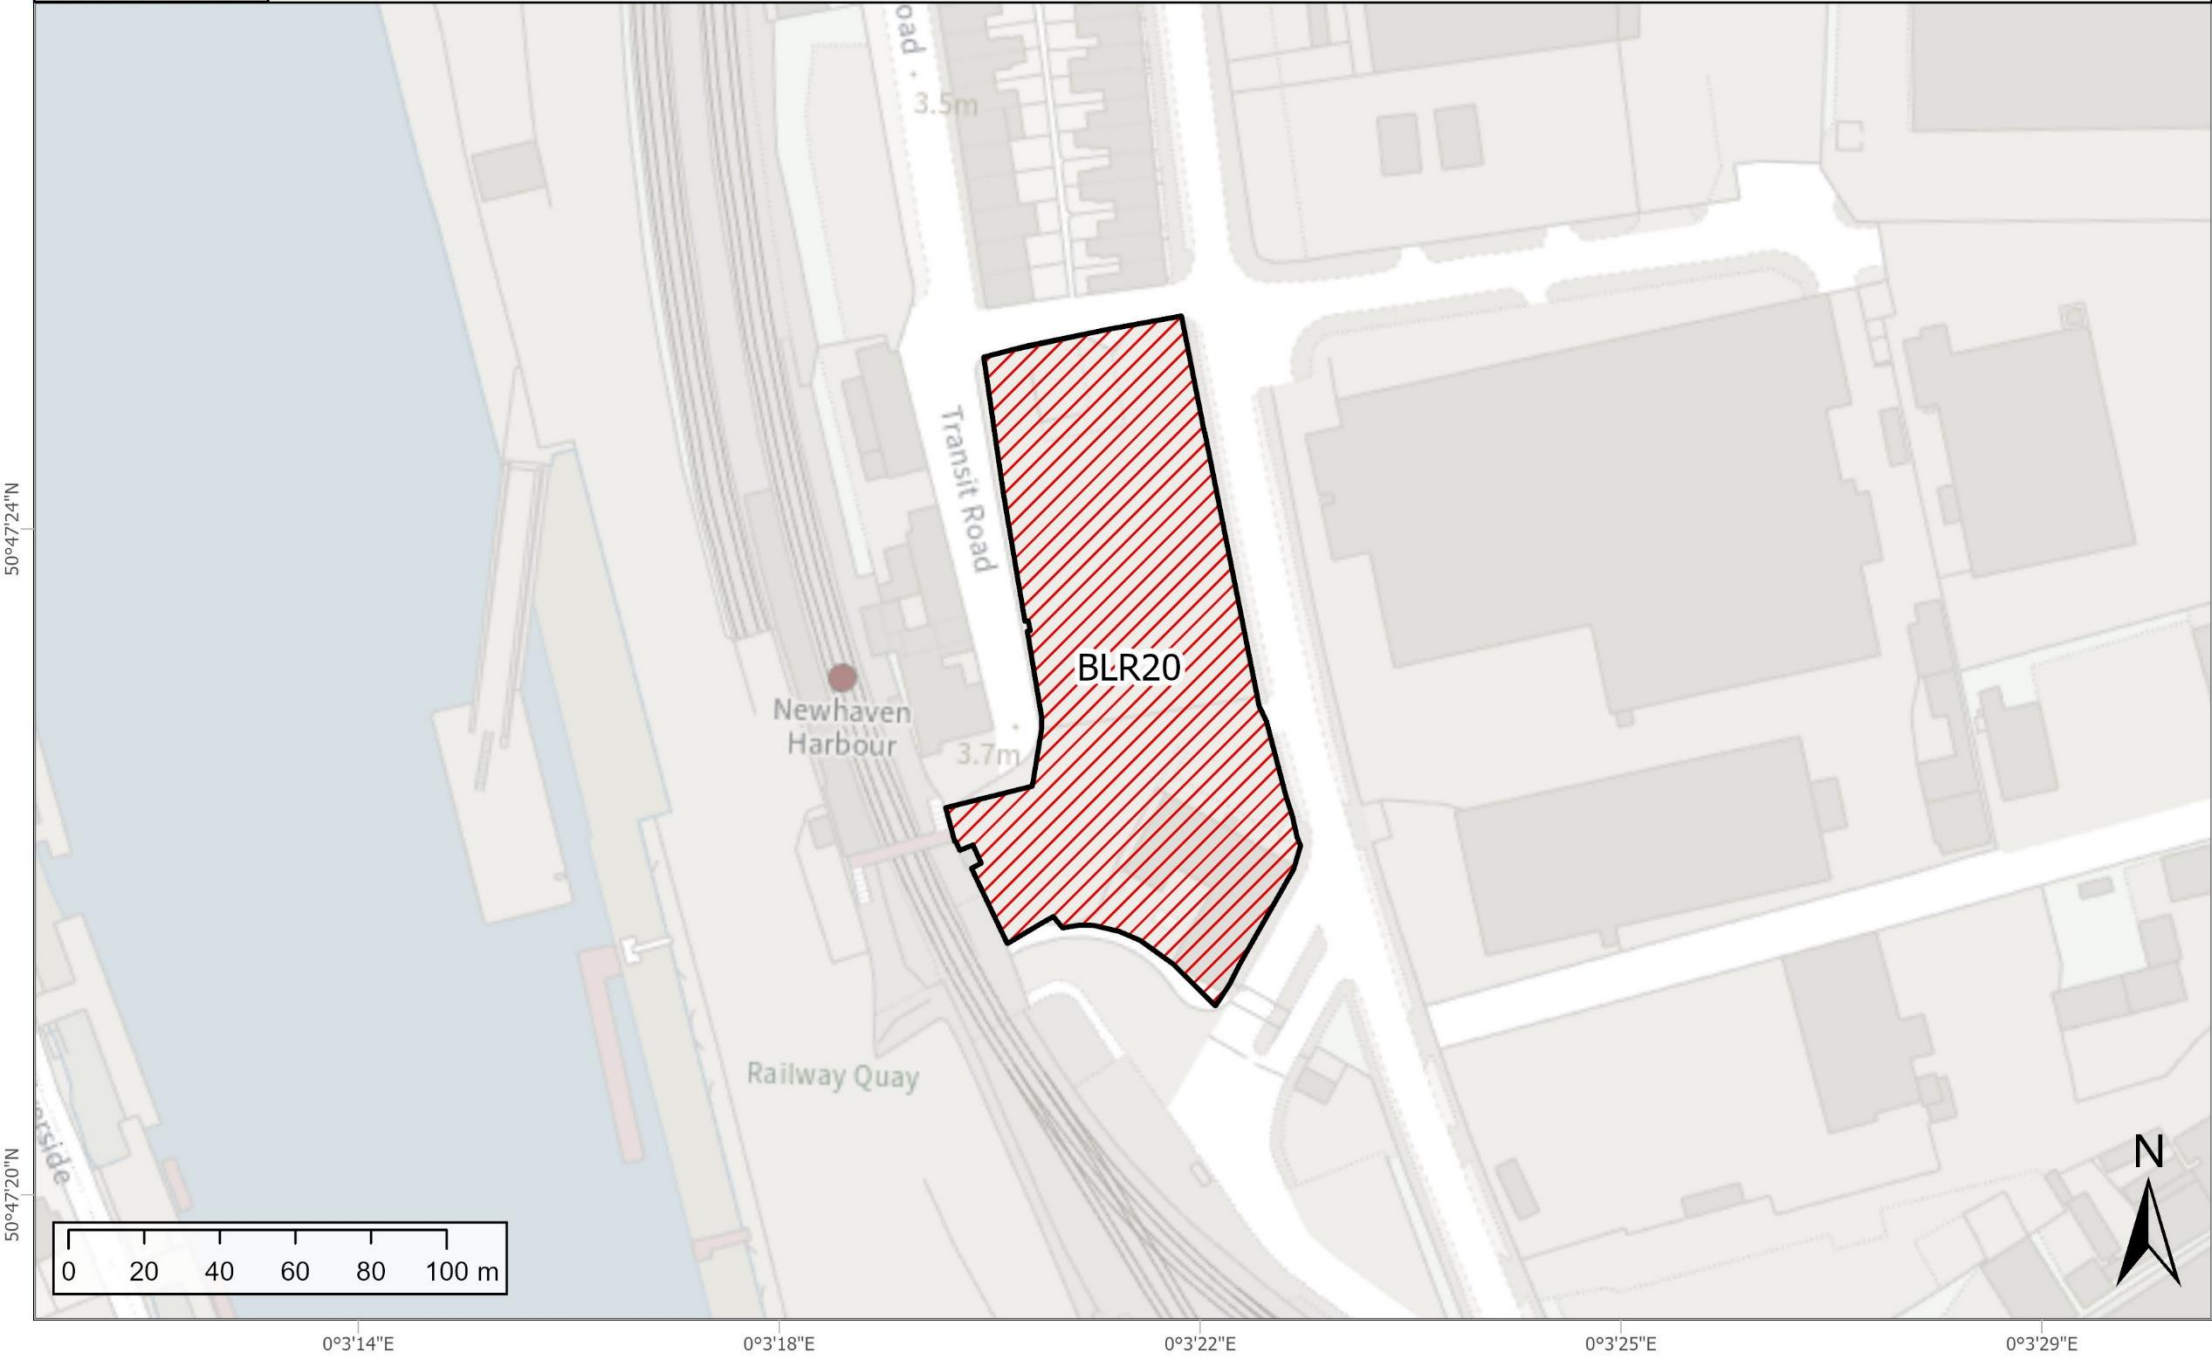 oad
3.5m
Transit Road
50°47'24"N
BLR20
Newhaven
Harbour
3.7m
Railway Quay
erside
50°47'20"N
N
0 20 40 60 80 100 m
0°3'14"E 0°3'18"E 0°3'22"E 0°3'25"E 0°3'29"E